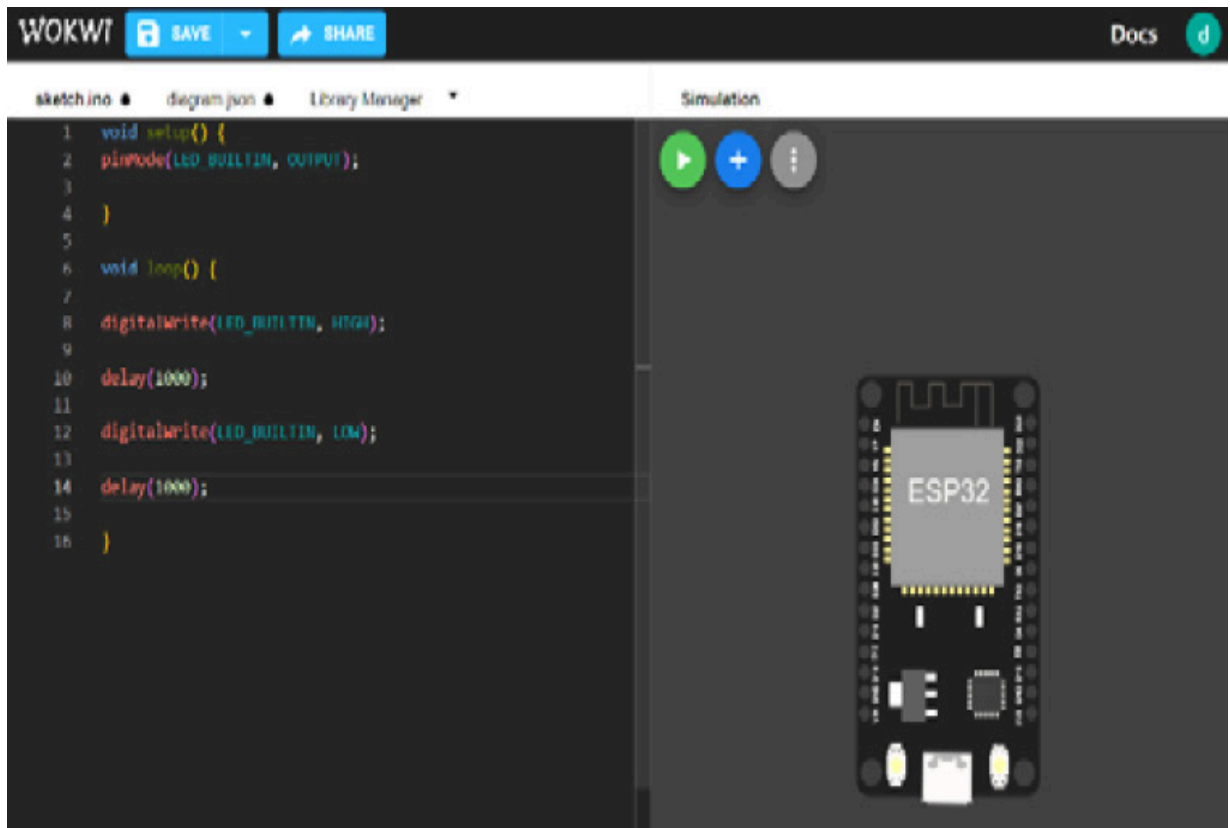 WOKWI SAVE SHARE Docs d
sketch.ino diagram.json Library Manager Simulation
1 void setup() {
2 pinMode(LED_BUILTIN, OUTPUT);
3
4 }
5
6 void loop() {
7
8 digitalWrite(LED_BUILTIN, HIGH);
9
10 delay(1000);
11
12 digitalWrite(LED_BUILTIN, LOW);
13
14 delay(1000);
15
16 }
ESP32